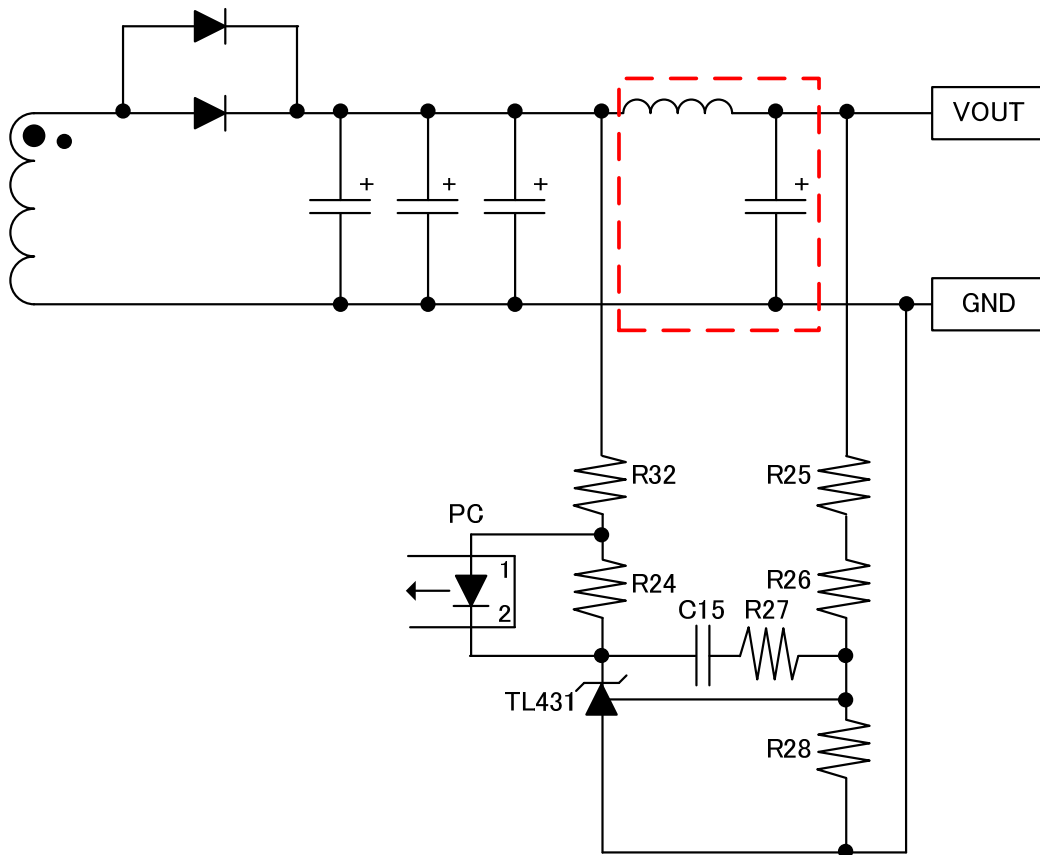 + + + +
VOUT
GND
R32
R25
PC
1
R24
R26
2
C15
R27
TL431
R28